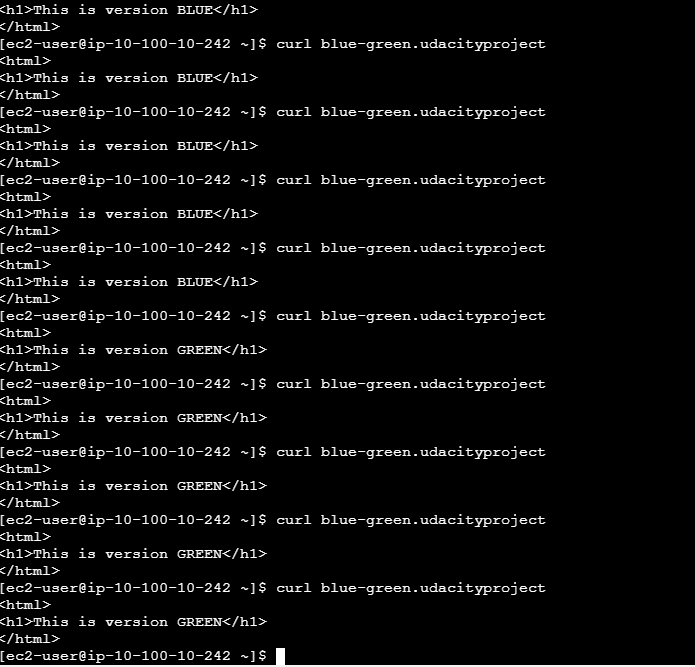 <h1>This is version BLUE</h1>
</html>
[ec2-user@ip-10-100-10-242 ~]$ curl blue-green.udacityproject
<html>
<h1>This is version BLUE</h1>
</html>
[ec2-user@ip-10-100-10-242 ~]$ curl blue-green.udacityproject
<html>
<h1>This is version BLUE</h1>
</html>
[ec2-user@ip-10-100-10-242 ~]$ curl blue-green.udacityproject
<html>
<h1>This is version BLUE</h1>
</html>
[ec2-user@ip-10-100-10-242 ~]$ curl blue-green.udacityproject
<html>
<h1>This is version BLUE</h1>
</html>
[ec2-user@ip-10-100-10-242 ~]$ curl blue-green.udacityproject
<html>
<h1>This is version GREEN</h1>
</html>
[ec2-user@ip-10-100-10-242 ~]$ curl blue-green.udacityproject
<html>
<h1>This is version GREEN</h1>
</html>
[ec2-user@ip-10-100-10-242 ~]$ curl blue-green.udacityproject
<html>
<h1>This is version GREEN</h1>
</html>
[ec2-user@ip-10-100-10-242 ~]$ curl blue-green.udacityproject
<html>
<h1>This is version GREEN</h1>
</html>
[ec2-user@ip-10-100-10-242 ~]$ curl blue-green.udacityproject
<html>
<h1>This is version GREEN</h1>
</html>
[ec2-user@ip-10-100-10-242 ~]$